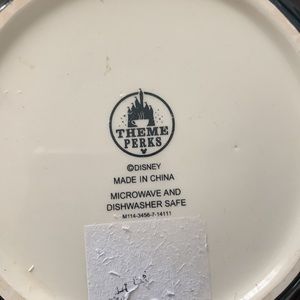 THEME
PERKS
©DISNEY
MADE IN CHINA
MICROWAVE AND
DISHWASHER SAFE
M114-3456-7-14111